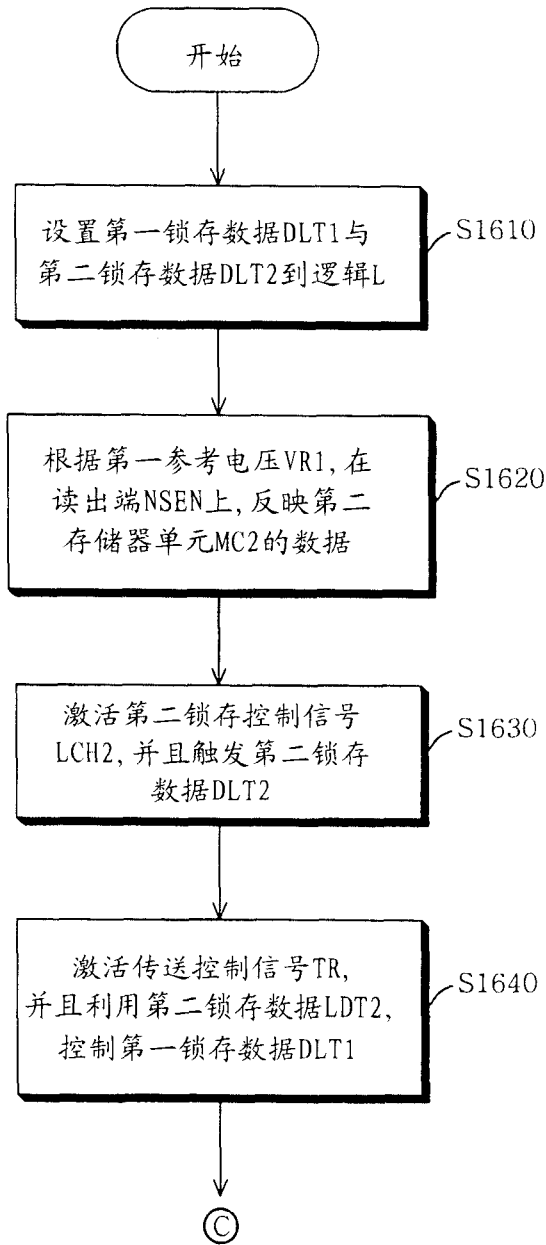 开始
设置第一锁存数据DLT1与
第二锁存数据DLT2到逻辑L
S1610
根据第一参考电压VR1,在
读出端NSEN上,反映第二
存储器单元MC2的数据
S1620
激活第二锁存控制信号
LCH2,并且触发第二锁存
数据DLT2
S1630
激活传送控制信号TR,
并且利用第二锁存数据LDT2,
控制第一锁存数据DLT1
S1640
C